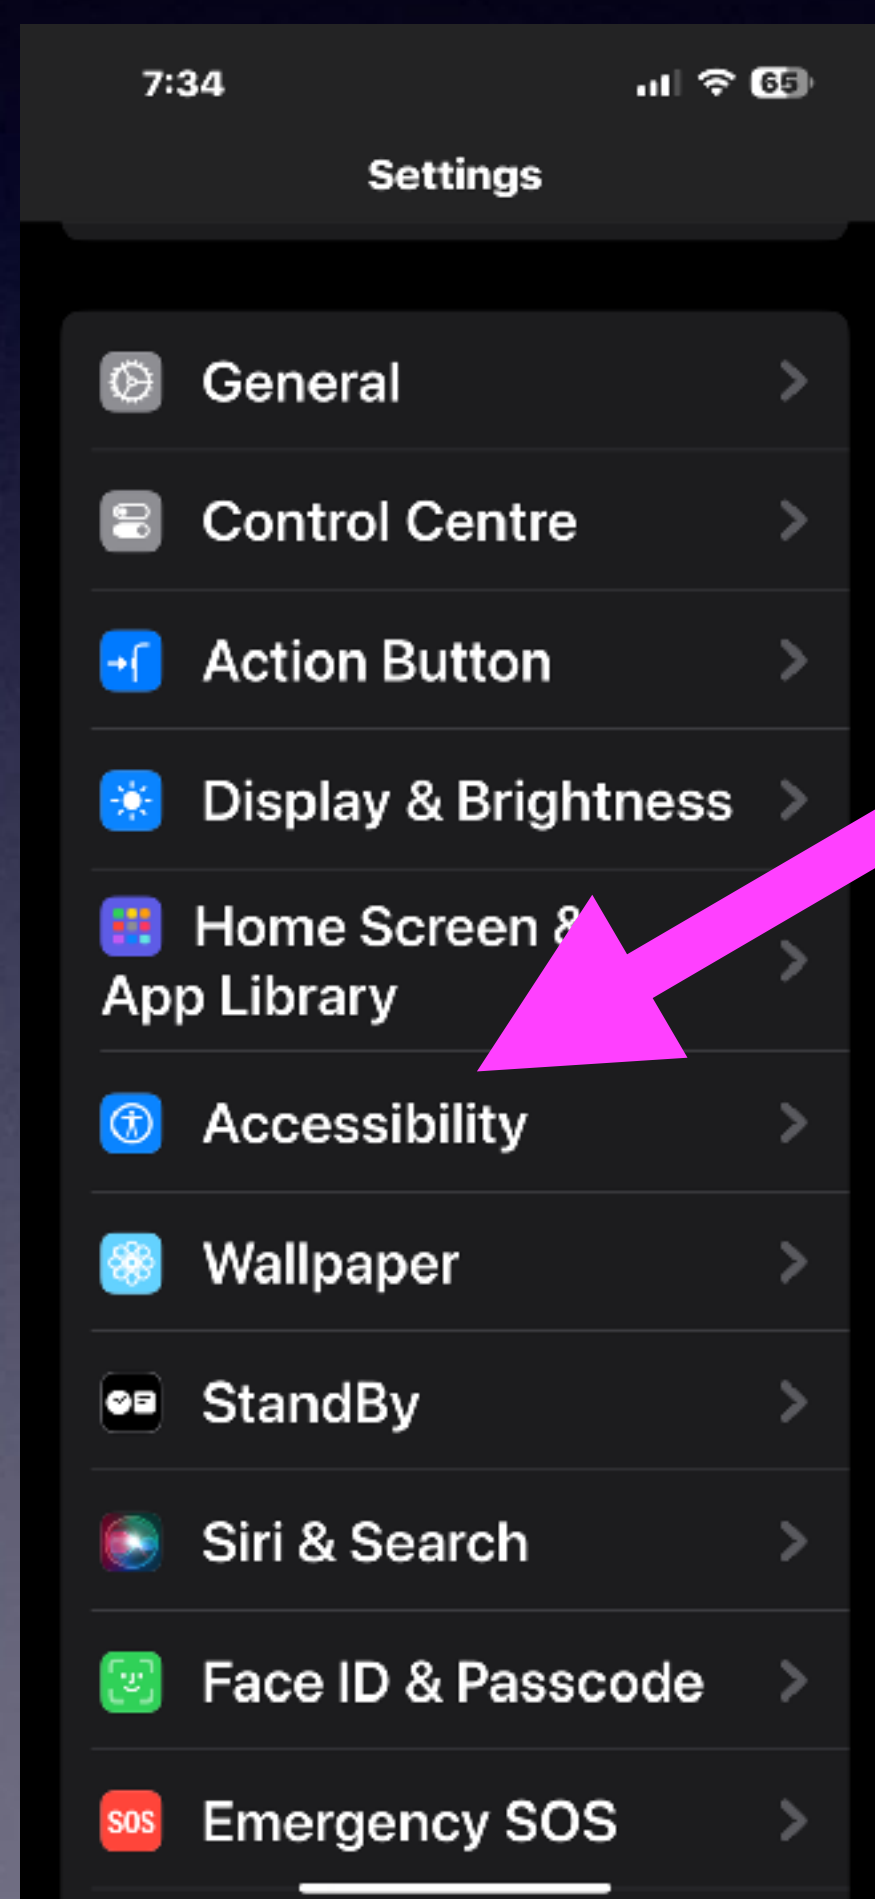 7:34 65
Settings
General
Control Centre
Action Button
Display & Brightness
Home Screen &
App Library
Accessibility
Wallpaper
StandBy
Siri & Search
Face ID & Passcode
SOS Emergency SOS